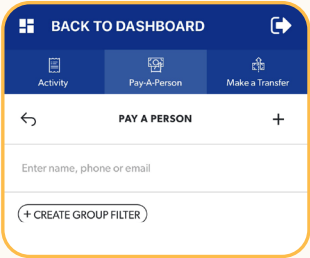 BACK TO DASHBOARD
Activity
Pay-A-Person
Make a Transfer
PAY A PERSON
Enter name, phone or email
+ CREATE GROUP FILTER